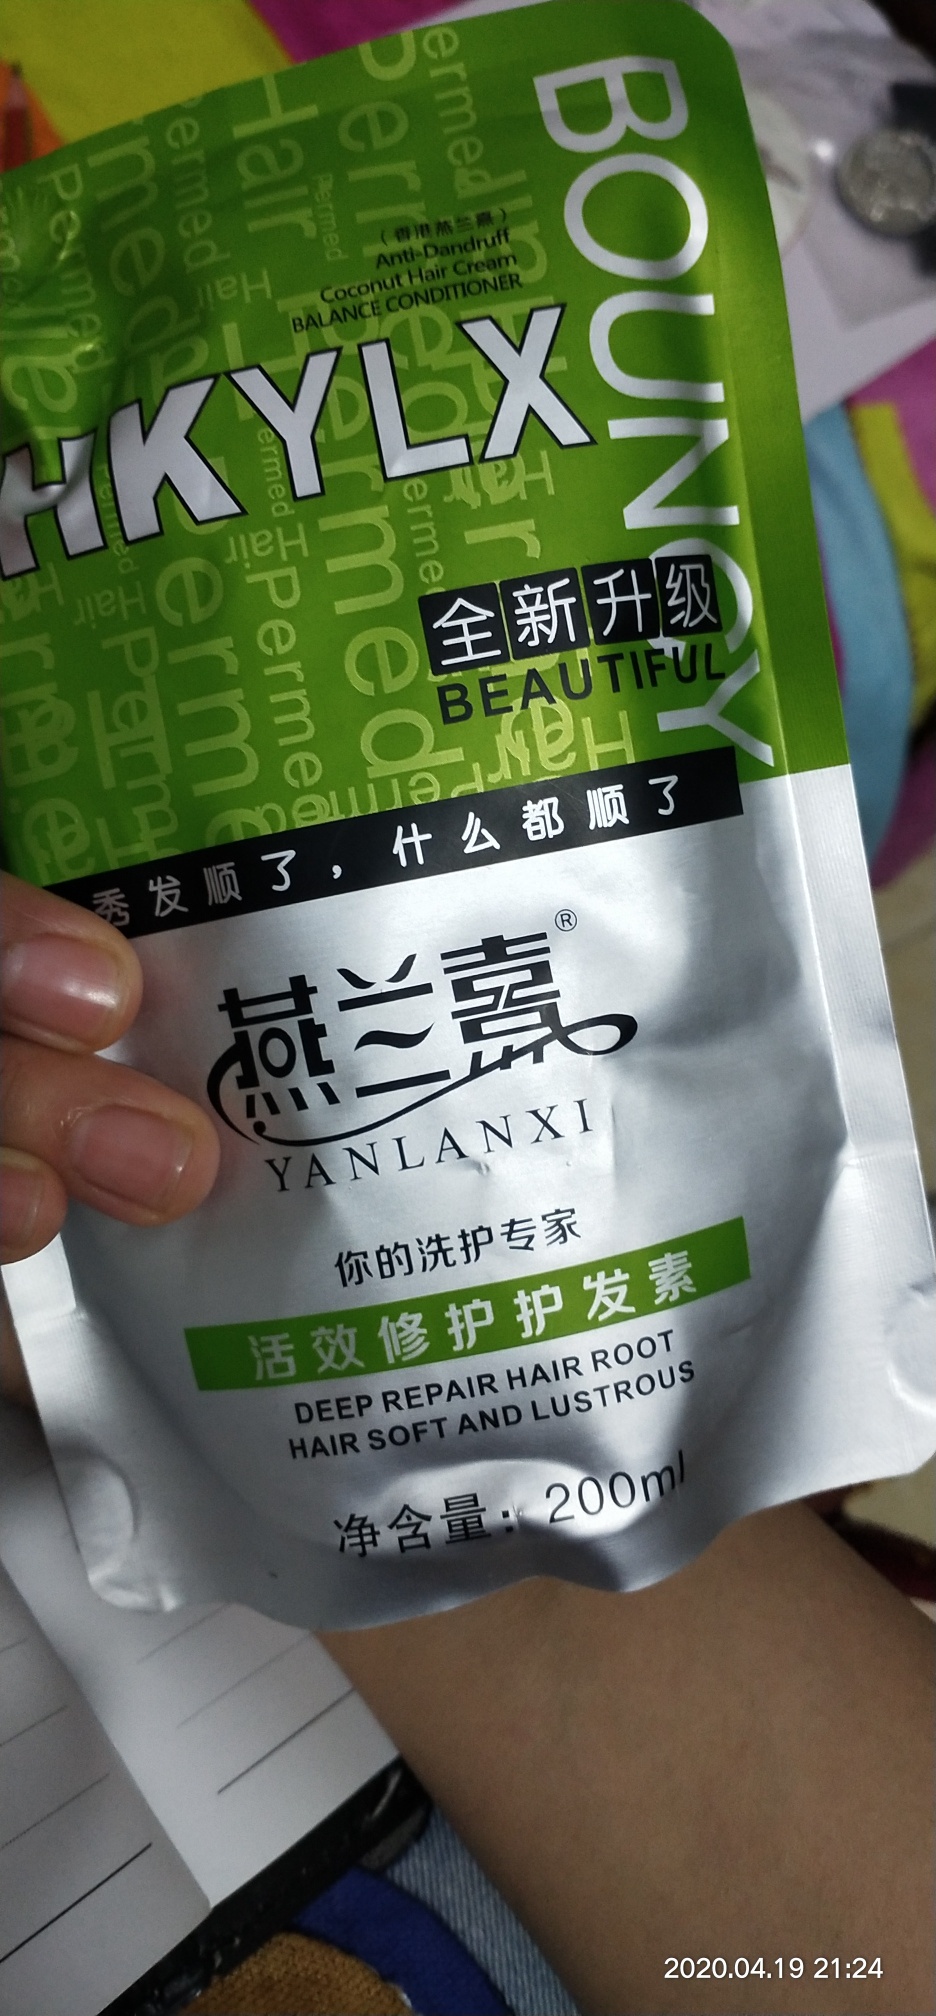 BOUNCY
（香港燕兰熹）
Anti-Dandruff
Coconut Hair Cream
BALANCE CONDITIONER
HKYLX
全新升级
BEAUTIFUL
秀发顺了，什么都顺了
燕兰熹®
YANLANXI
你的洗护专家
活效修护护发素
DEEP REPAIR HAIR ROOT
HAIR SOFT AND LUSTROUS
净含量：200ml
2020.04.19 21:24